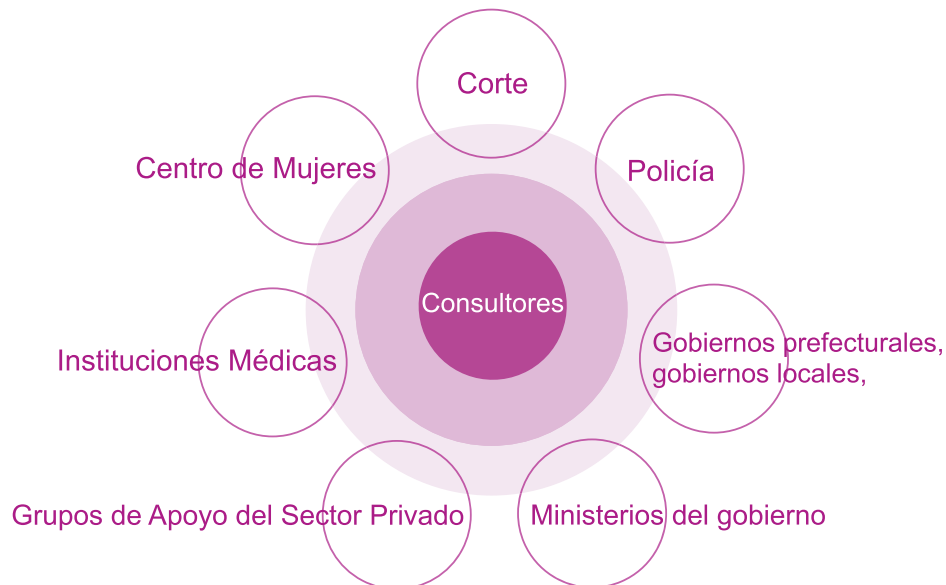 Corte
Centro de Mujeres
Policía
Consultores
Gobiernos prefecturales,
gobiernos locales,
Instituciones Médicas
Grupos de Apoyo del Sector Privado
Ministerios del gobierno